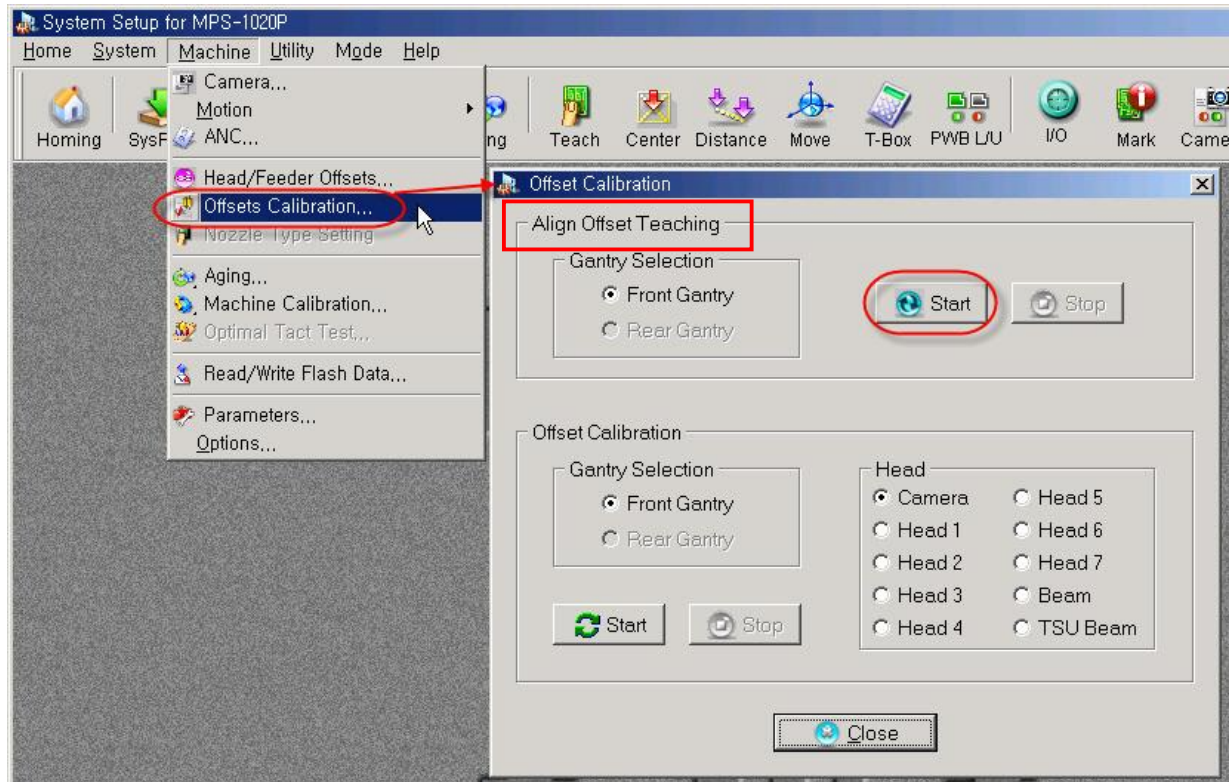 System Setup for MPS-1020P
Home System Machine Utility Mode Help
Homing Teach Center Distance Move T-Box PWB L/U I/O Mark
Camera...
Motion
ANC...
Head/Feeder Offsets...
Offsets Calibration...
Nozzle Type Setting
Aging...
Machine Calibration...
Optimal Tact Test...
Read/Write Flash Data...
Parameters...
Options...
Offset Calibration
Align Offset Teaching
Gantry Selection
Front Gantry
Rear Gantry
Start
Stop
Offset Calibration
Gantry Selection
Front Gantry
Rear Gantry
Start
Stop
Head
Camera
Head 1
Head 2
Head 3
Head 4
Head 5
Head 6
Head 7
Beam
TSU Beam
Close